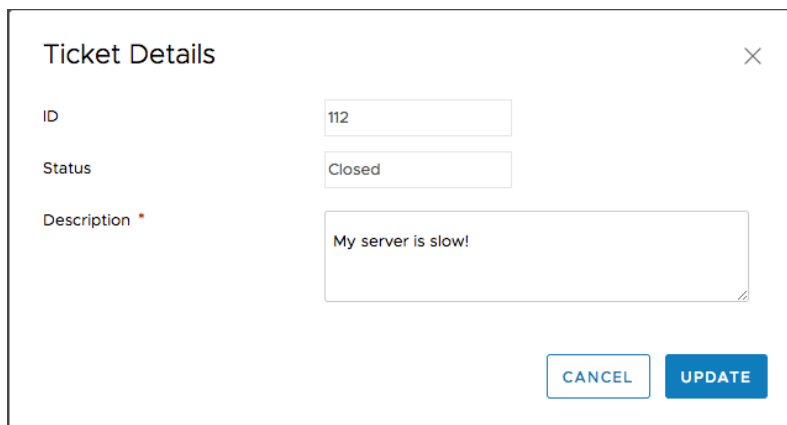 Ticket Details
ID
112
Status
Closed
Description *
My server is slow!
CANCEL
UPDATE